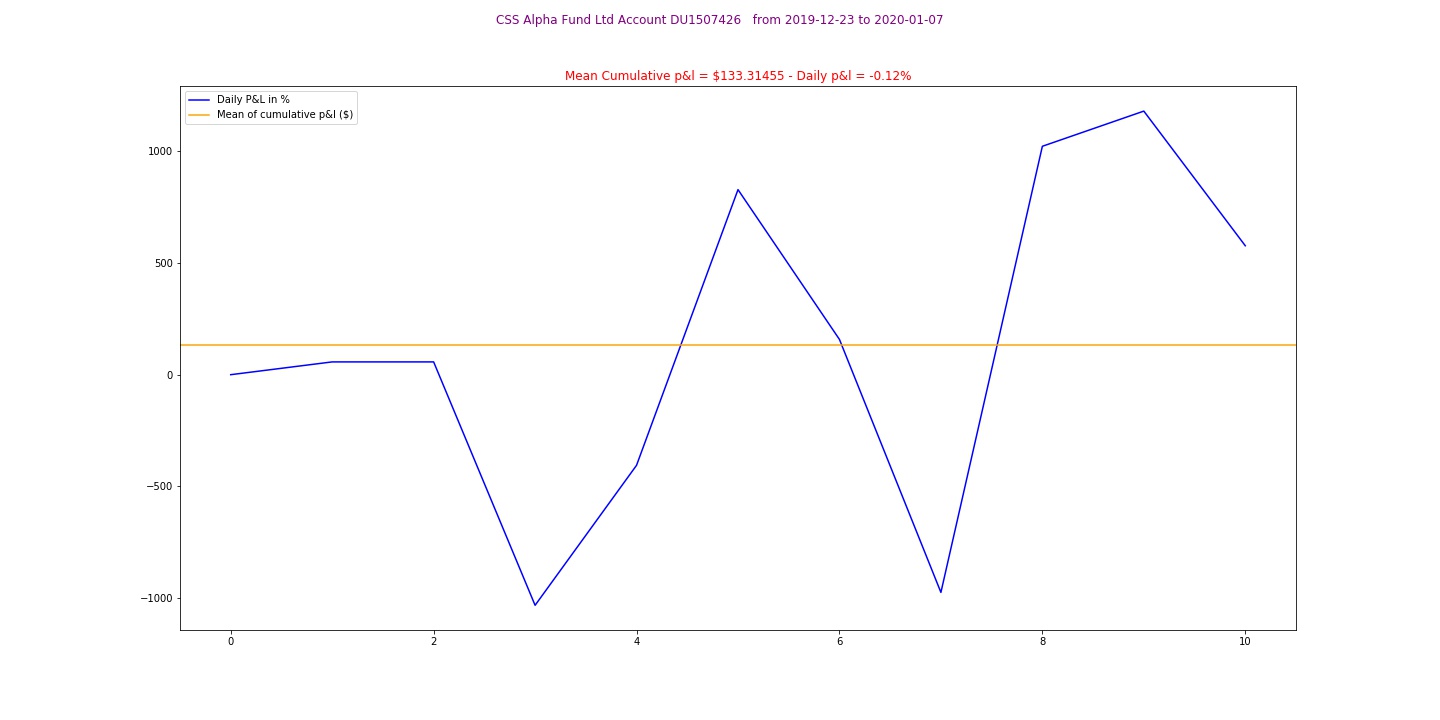 CSS Alpha Fund Ltd Account DU1507426   from 2019-12-23 to 2020-01-07
Mean Cumulative p&l = $133.31455 - Daily p&l = -0.12%
Daily P&L in %
Mean of cumulative p&l ($)
1000
500
0
−500
−1000
0 2 4 6 8 10